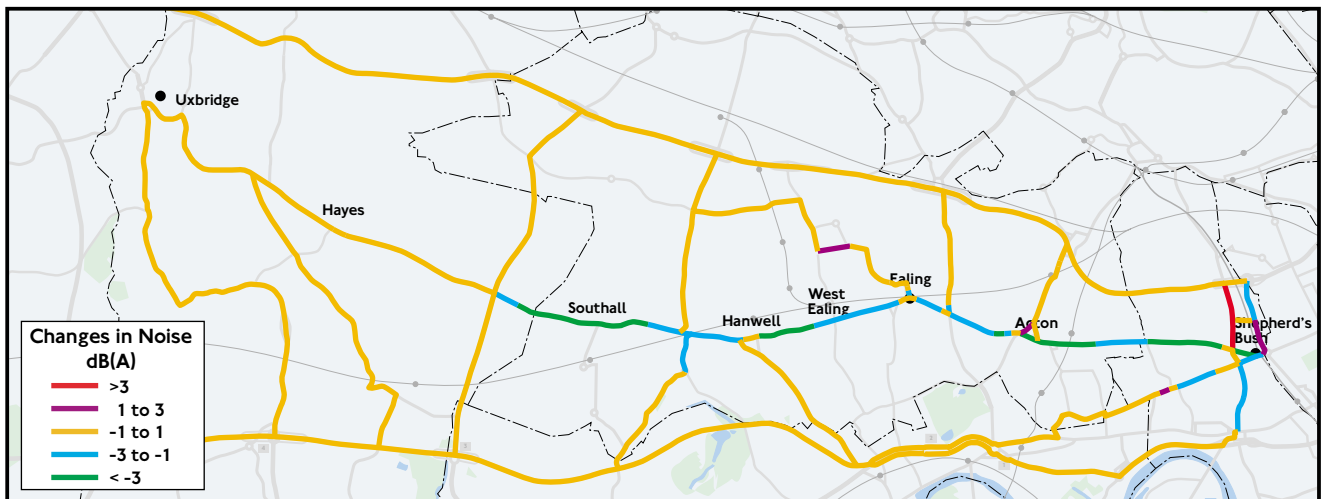 Uxbridge
Hayes
Southall
Hanwell
West
Ealing
Ealing
Acton
Shepherd's
Bush
Changes in Noise
dB(A)
>3
1 to 3
-1 to 1
-3 to -1
< -3